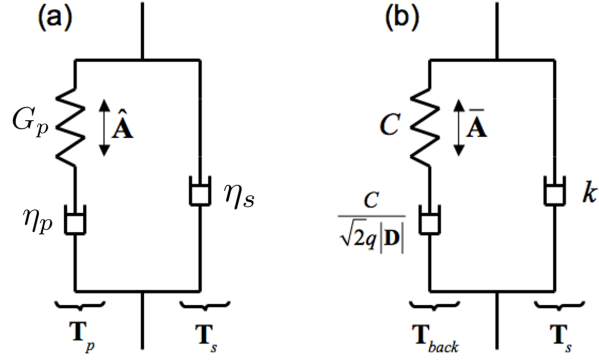 (a)
G_p
Â
η_p
η_s
T_p
T_s
(b)
C
A̅
C/√2q|D|
k
T_back
T_s